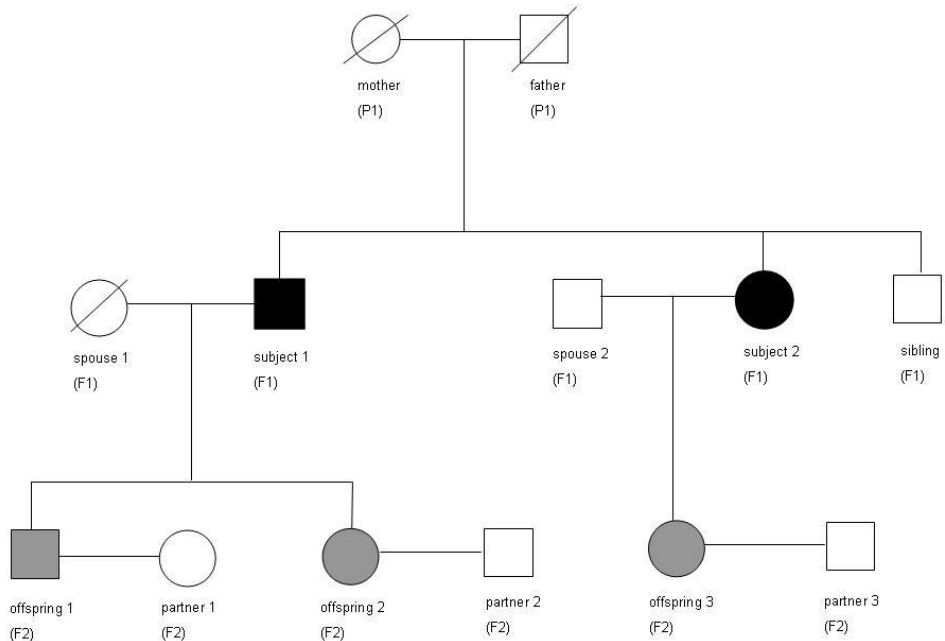 mother
(P1)
father
(P1)
spouse 1
(F1)
subject 1
(F1)
spouse 2
(F1)
subject 2
(F1)
sibling
(F1)
offspring 1
(F2)
partner 1
(F2)
offspring 2
(F2)
partner 2
(F2)
offspring 3
(F2)
partner 3
(F2)